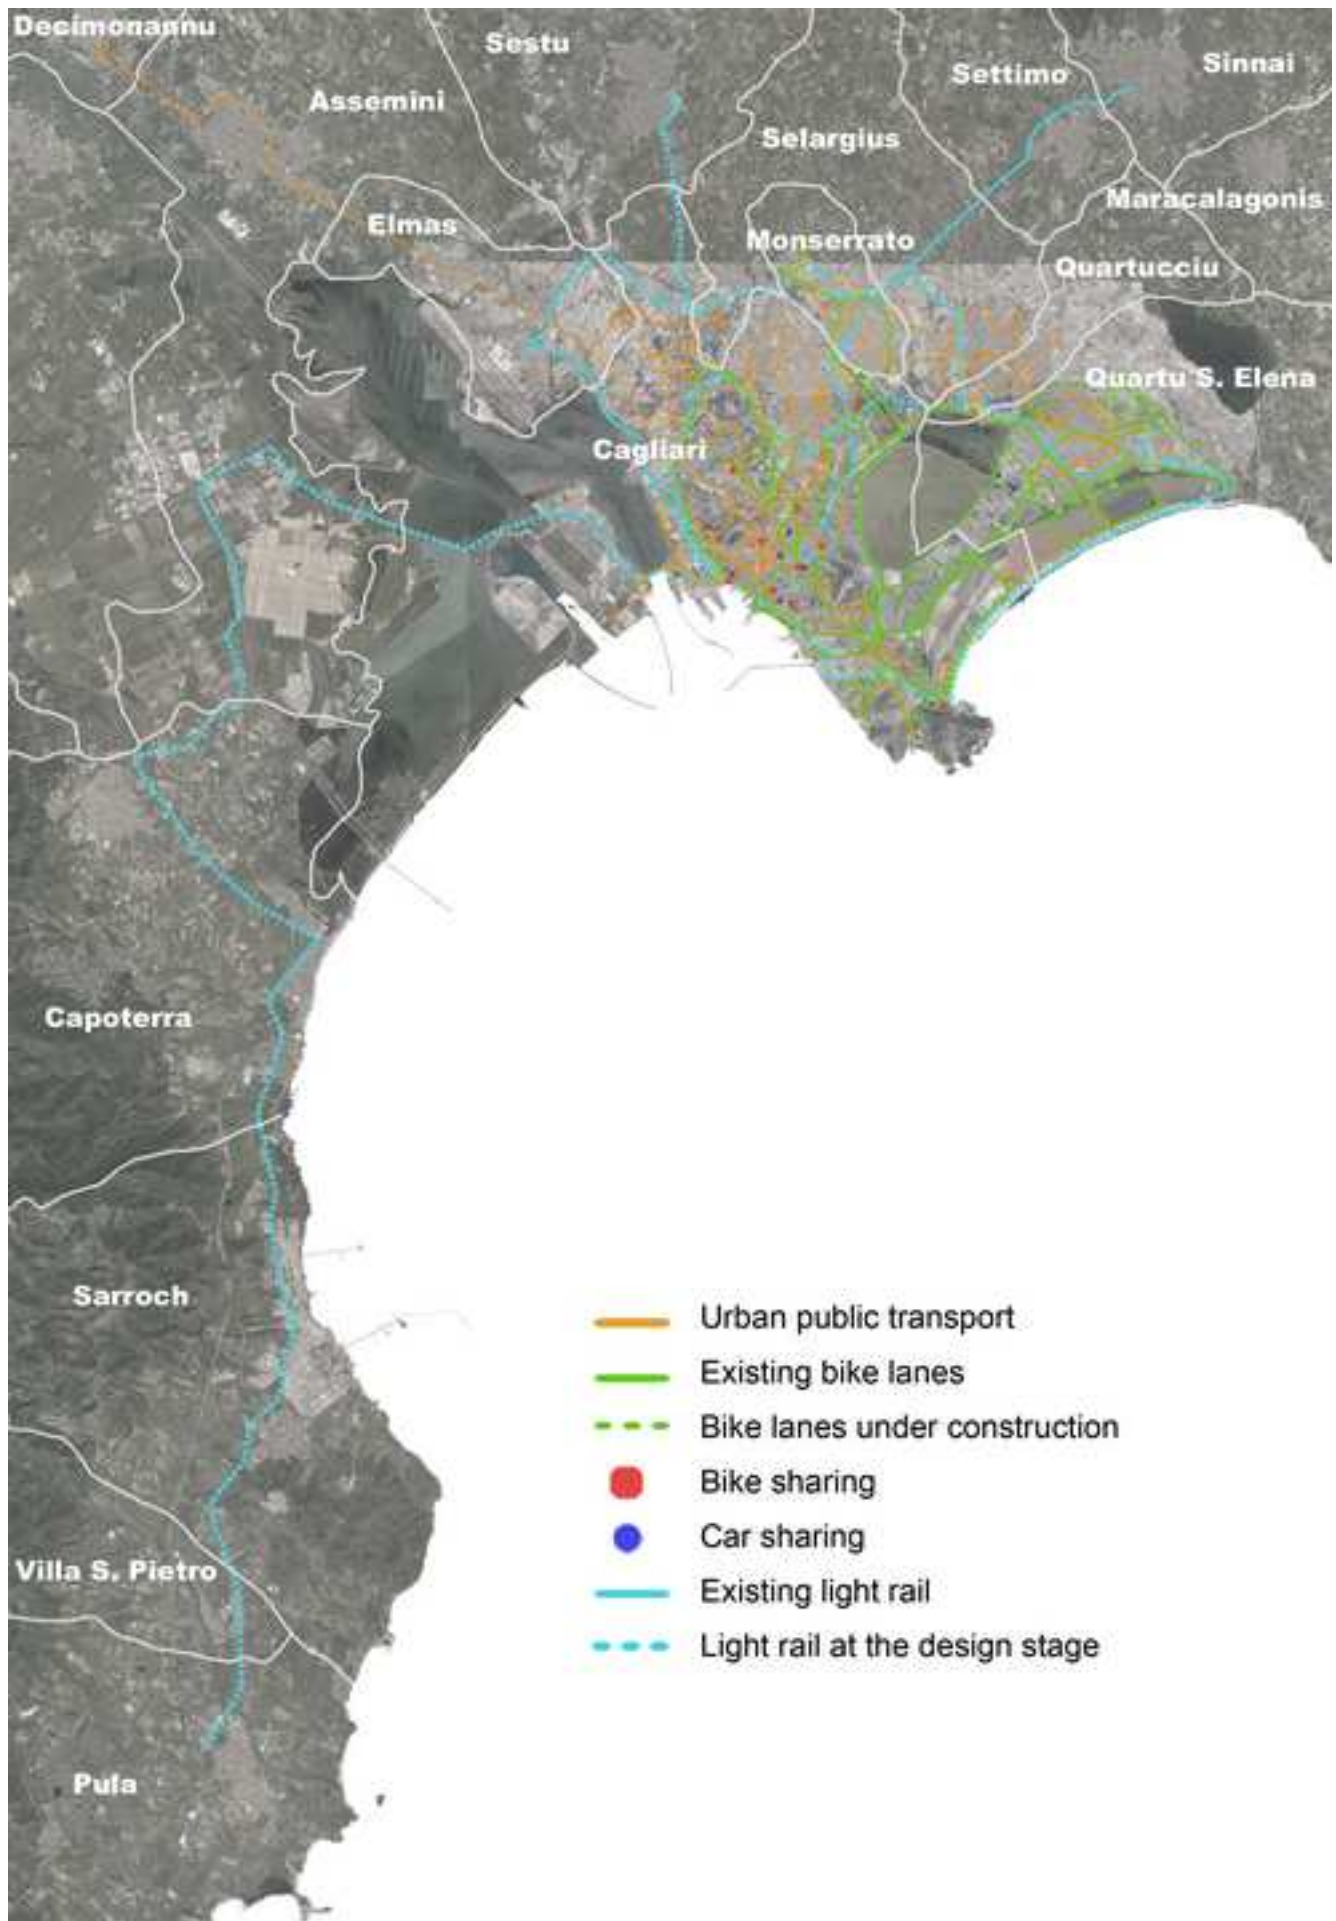 Decimomannu
Sestu
Settimo
Sinnai
Assemini
Selargius
Maracalagonis
Elmas
Monserrato
Quartucciu
Quartu S. Elena
Cagliari
Capoterra
Sarroch
Villa S. Pietro
Pula
Urban public transport
Existing bike lanes
Bike lanes under construction
Bike sharing
Car sharing
Existing light rail
Light rail at the design stage